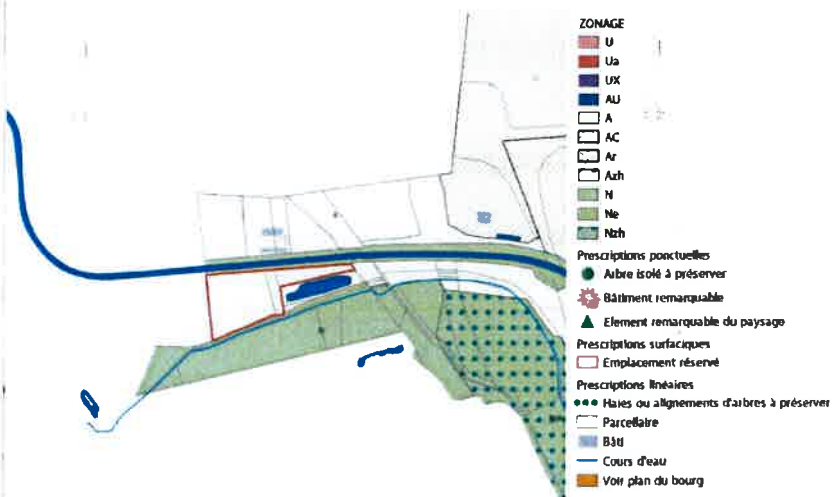 ZONAGE
U
Ua
UX
AU
A
AC
Ar
Azh
N
Ne
Nzh
Prescriptions ponctuelles
Arbre isolé à préserver
Bâtiment remarquable
Elément remarquable du paysage
Prescriptions surfaciques
Emplacement réservé
Prescriptions linéaires
Haies ou alignements d'arbres à préserver
Parcellaire
Bâti
Cours d'eau
Voir plan du bourg